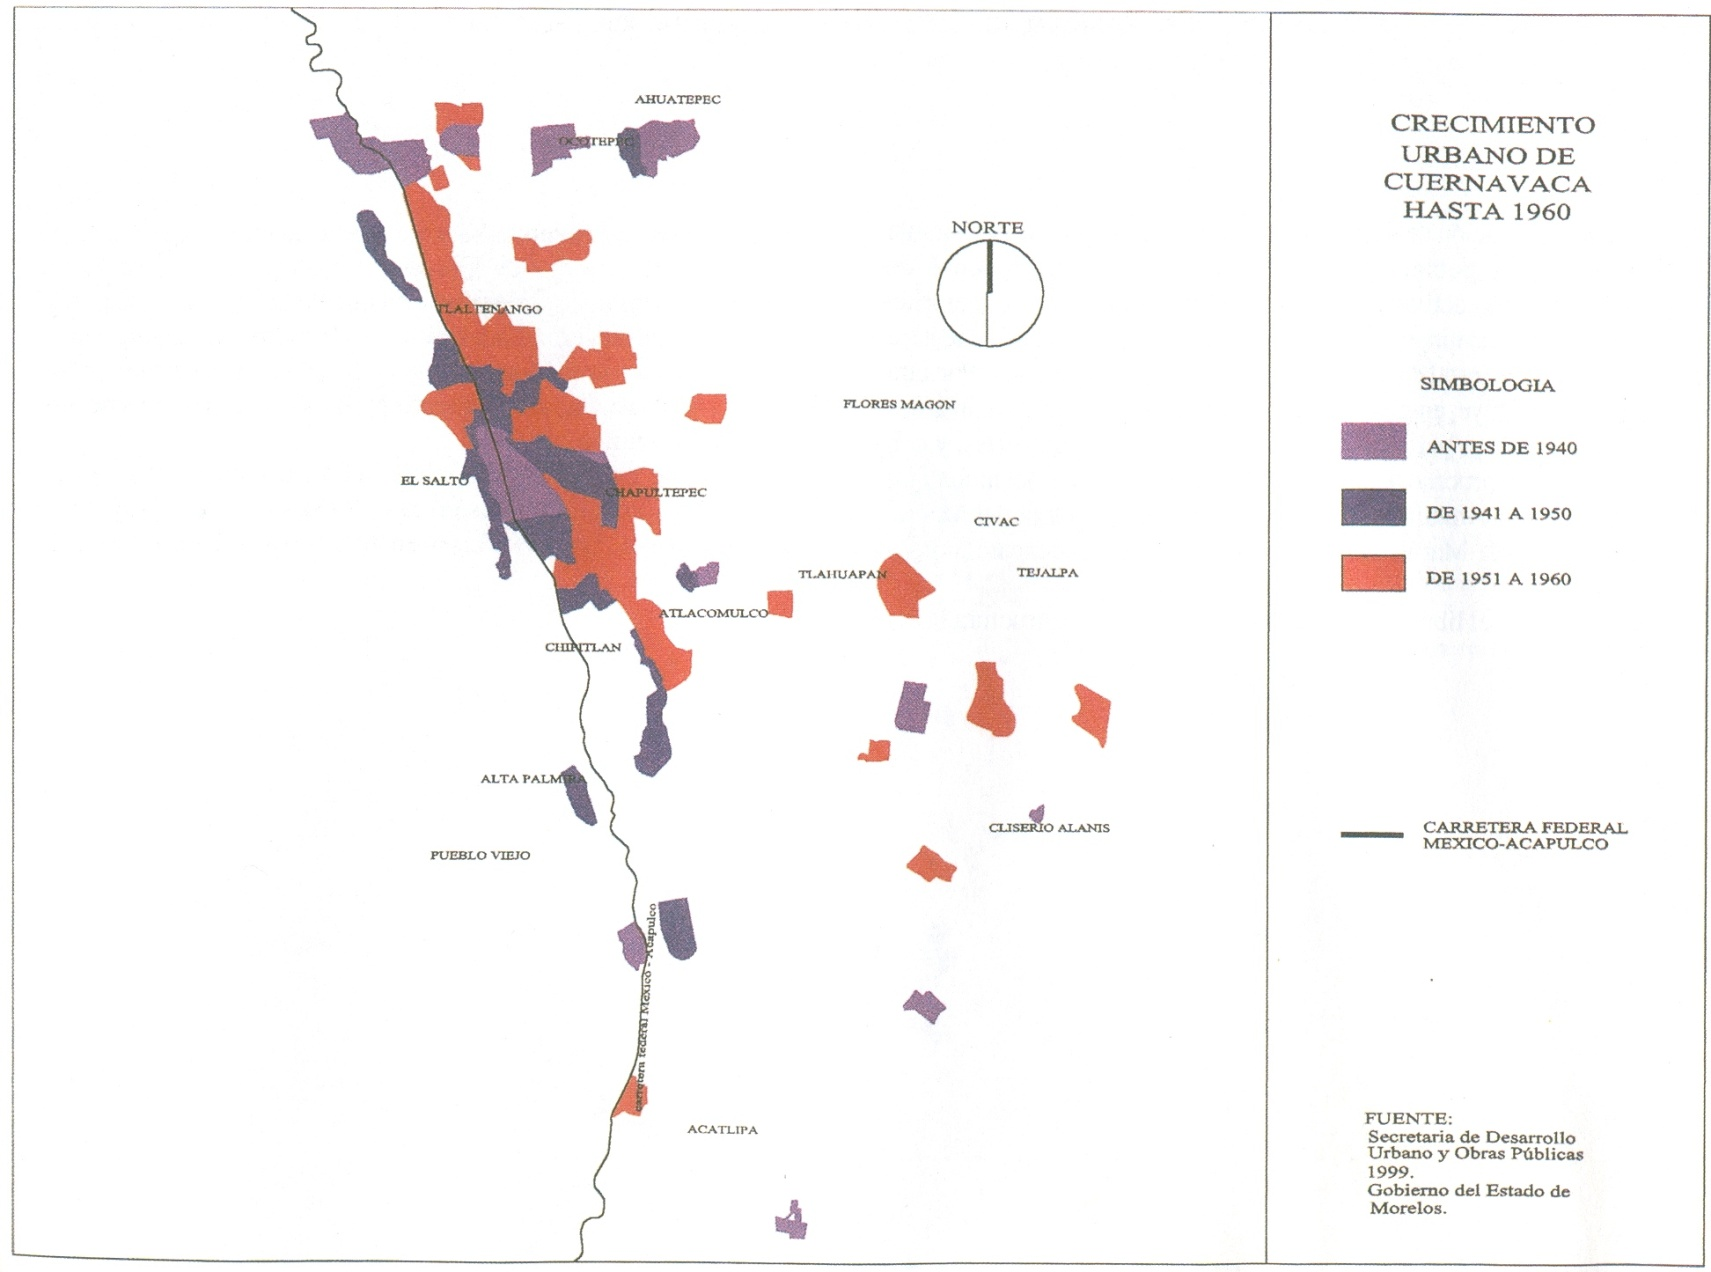 AHUATEPEC
OCOTEPEC
NORTE
TLALTENANGO
FLORES MAGON
EL SALTO
CHAPULTEPEC
CIVAC
TLAHUAPAN
TEJALPA
ATLACOMULCO
CHIPITLAN
ALTA PALMIRA
CLISERIO ALANIS
PUEBLO VIEJO
carretera federal Mexico - Acapulco
ACATLIPA
CRECIMIENTO
URBANO DE
CUERNAVACA
HASTA 1960
SIMBOLOGIA
ANTES DE 1940
DE 1941 A 1950
DE 1951 A 1960
CARRETERA FEDERAL
MEXICO-ACAPULCO
FUENTE:
Secretaria de Desarrollo
Urbano y Obras Públicas
1999.
Gobierno del Estado de
Morelos.